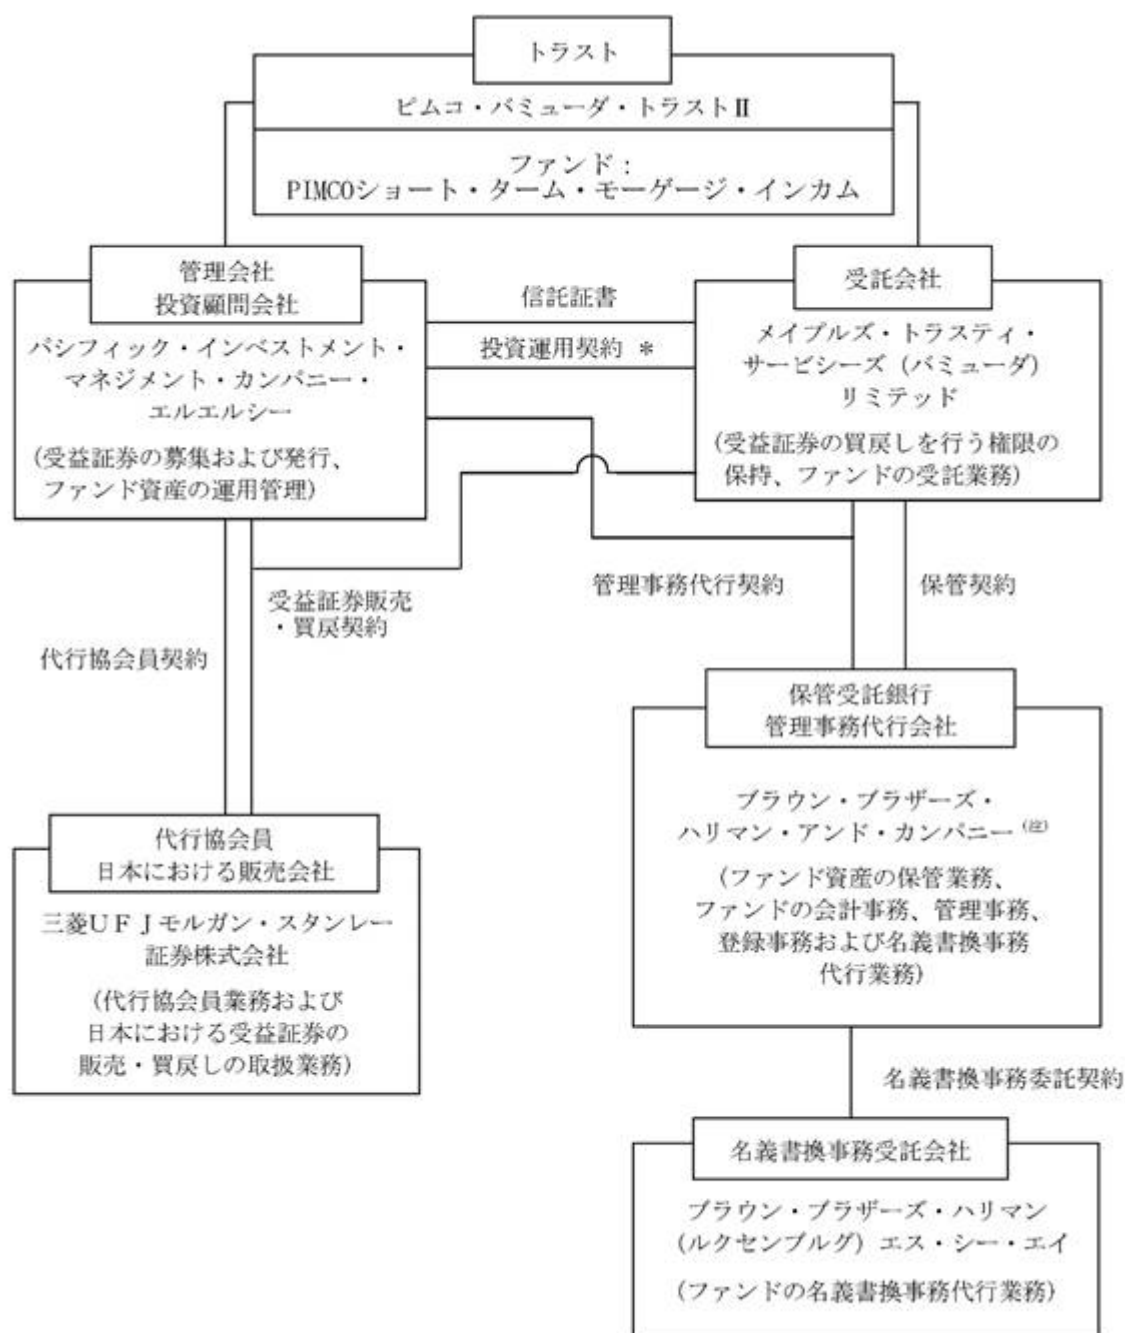 トラスト
ピムコ・バミューダ・トラストⅡ
ファンド：
PIMCOショート・ターム・モーゲージ・インカム
管理会社
投資顧問会社
パシフィック・インベストメント・
マネジメント・カンパニー・
エルエルシー
(受益証券の募集および発行、
ファンド資産の運用管理)
信託証書
投資運用契約 *
受託会社
メイプルズ・トラスティ・
サービシーズ（バミューダ）
リミテッド
(受益証券の買戻しを行う権限の
保持、ファンドの受託業務)
受益証券販売
・買戻契約
代行協会員契約
管理事務代行契約
保管契約
代行協会員
日本における販売会社
三菱ＵＦＪモルガン・スタンレー
証券株式会社
(代行協会員業務および
日本における受益証券の
販売・買戻しの取扱業務)
保管受託銀行
管理事務代行会社
ブラウン・ブラザーズ・
ハリマン・アンド・カンパニー（注）
(ファンド資産の保管業務、
ファンドの会計事務、管理事務、
登録事務および名義書換事務
代行業務)
名義書換事務委託契約
名義書換事務受託会社
ブラウン・ブラザーズ・ハリマン
(ルクセンブルグ）エス・シー・エイ
(ファンドの名義書換事務代行業務)